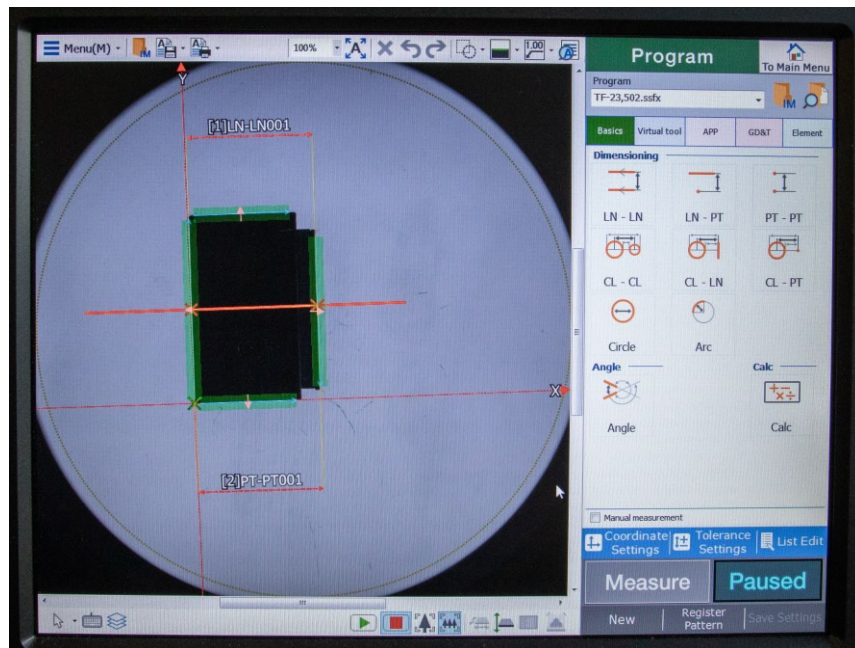 Menu(M)
100%
1.00
Program
To Main Menu
Program
TF-23,502.ssfx
IM
Basics
Virtual tool
APP
GD&T
Element
Dimensioning
LN - LN
LN - PT
PT - PT
CL - CL
CL - LN
CL - PT
Circle
Arc
Angle
Calc
Angle
Calc
Y
[1]LN-LN001
X
[2]PT-PT001
Manual measurement
Coordinate
Settings
Tolerance
Settings
List Edit
Measure
Paused
New
Register
Pattern
Save Settings